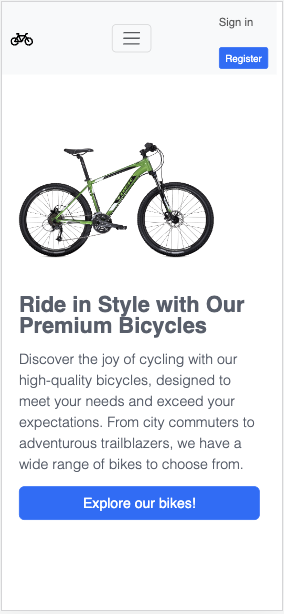 Sign in
Register
Ride in Style with Our
Premium Bicycles
Discover the joy of cycling with our
high-quality bicycles, designed to
meet your needs and exceed your
expectations. From city commuters to
adventurous trailblazers, we have a
wide range of bikes to choose from.
Explore our bikes!